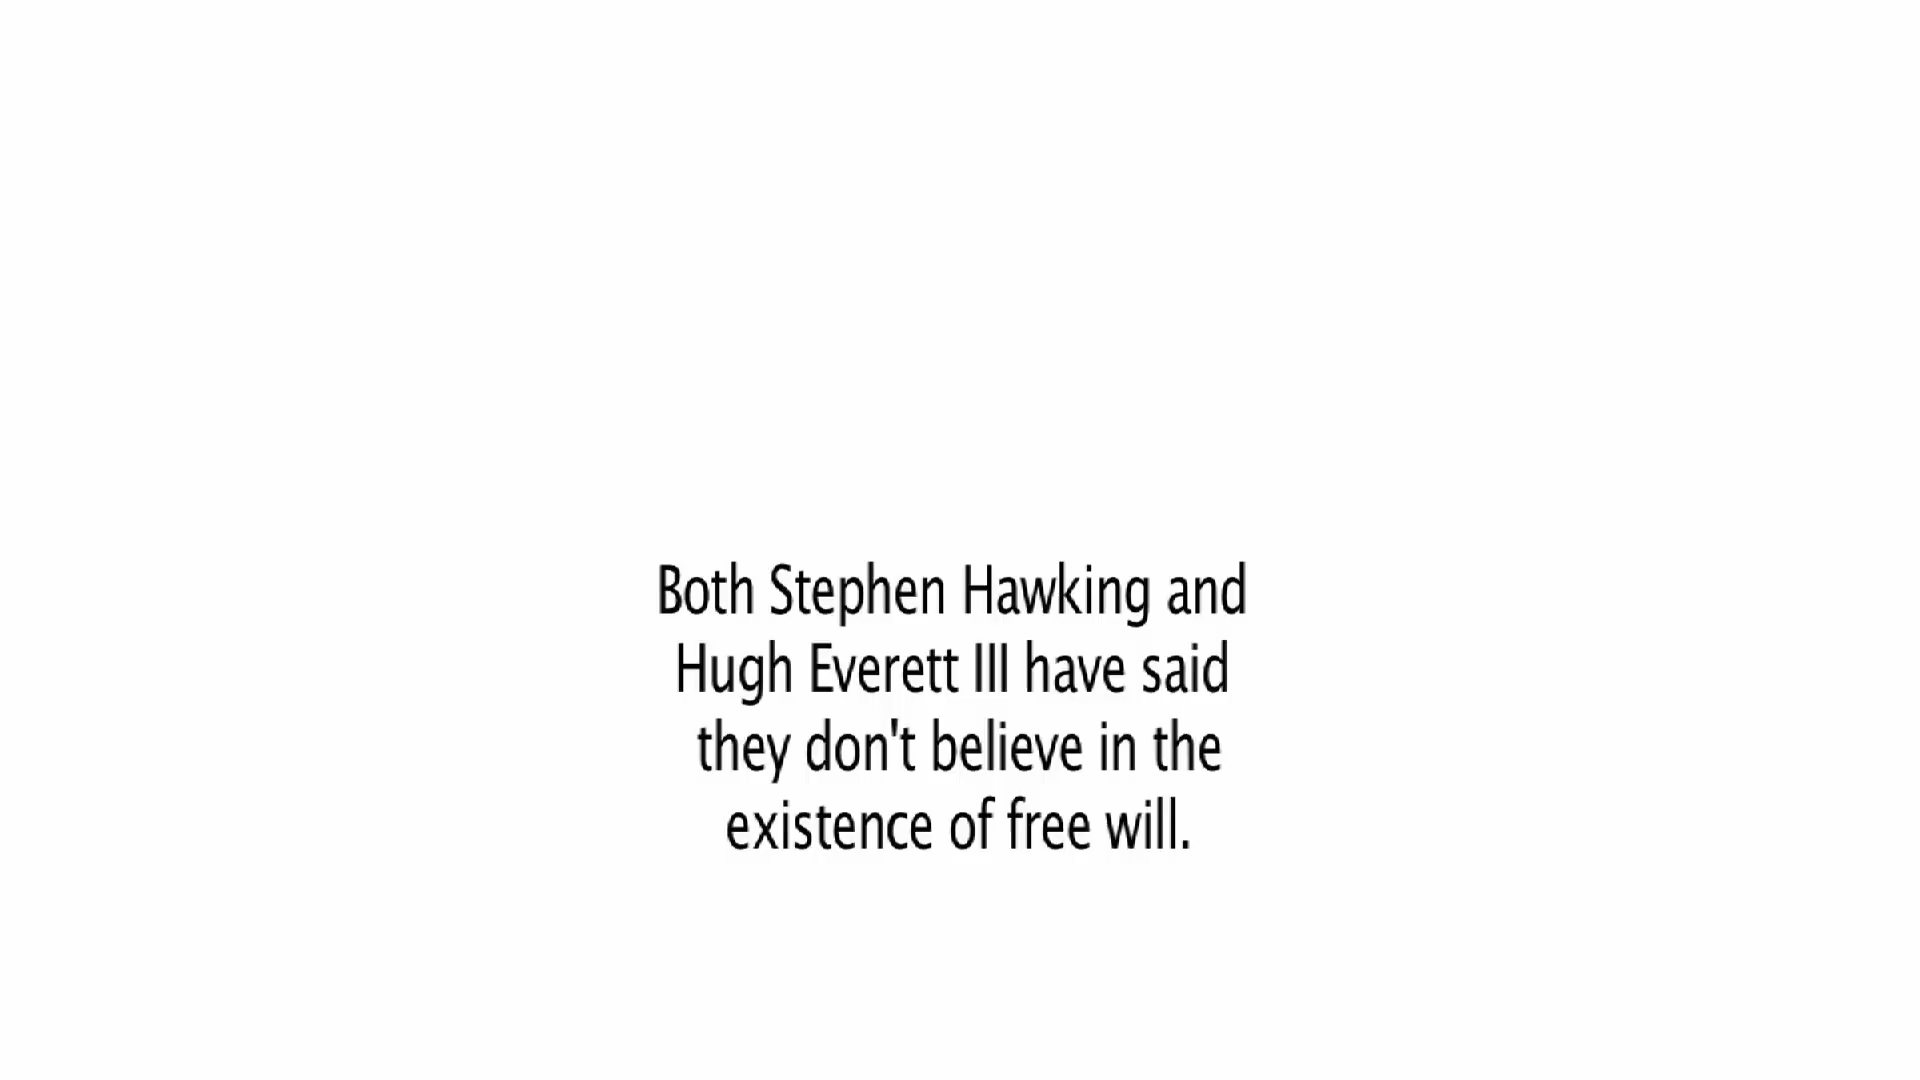 Both Stephen Hawking and
Hugh Everett III have said
they don't believe in the
existence of free will.